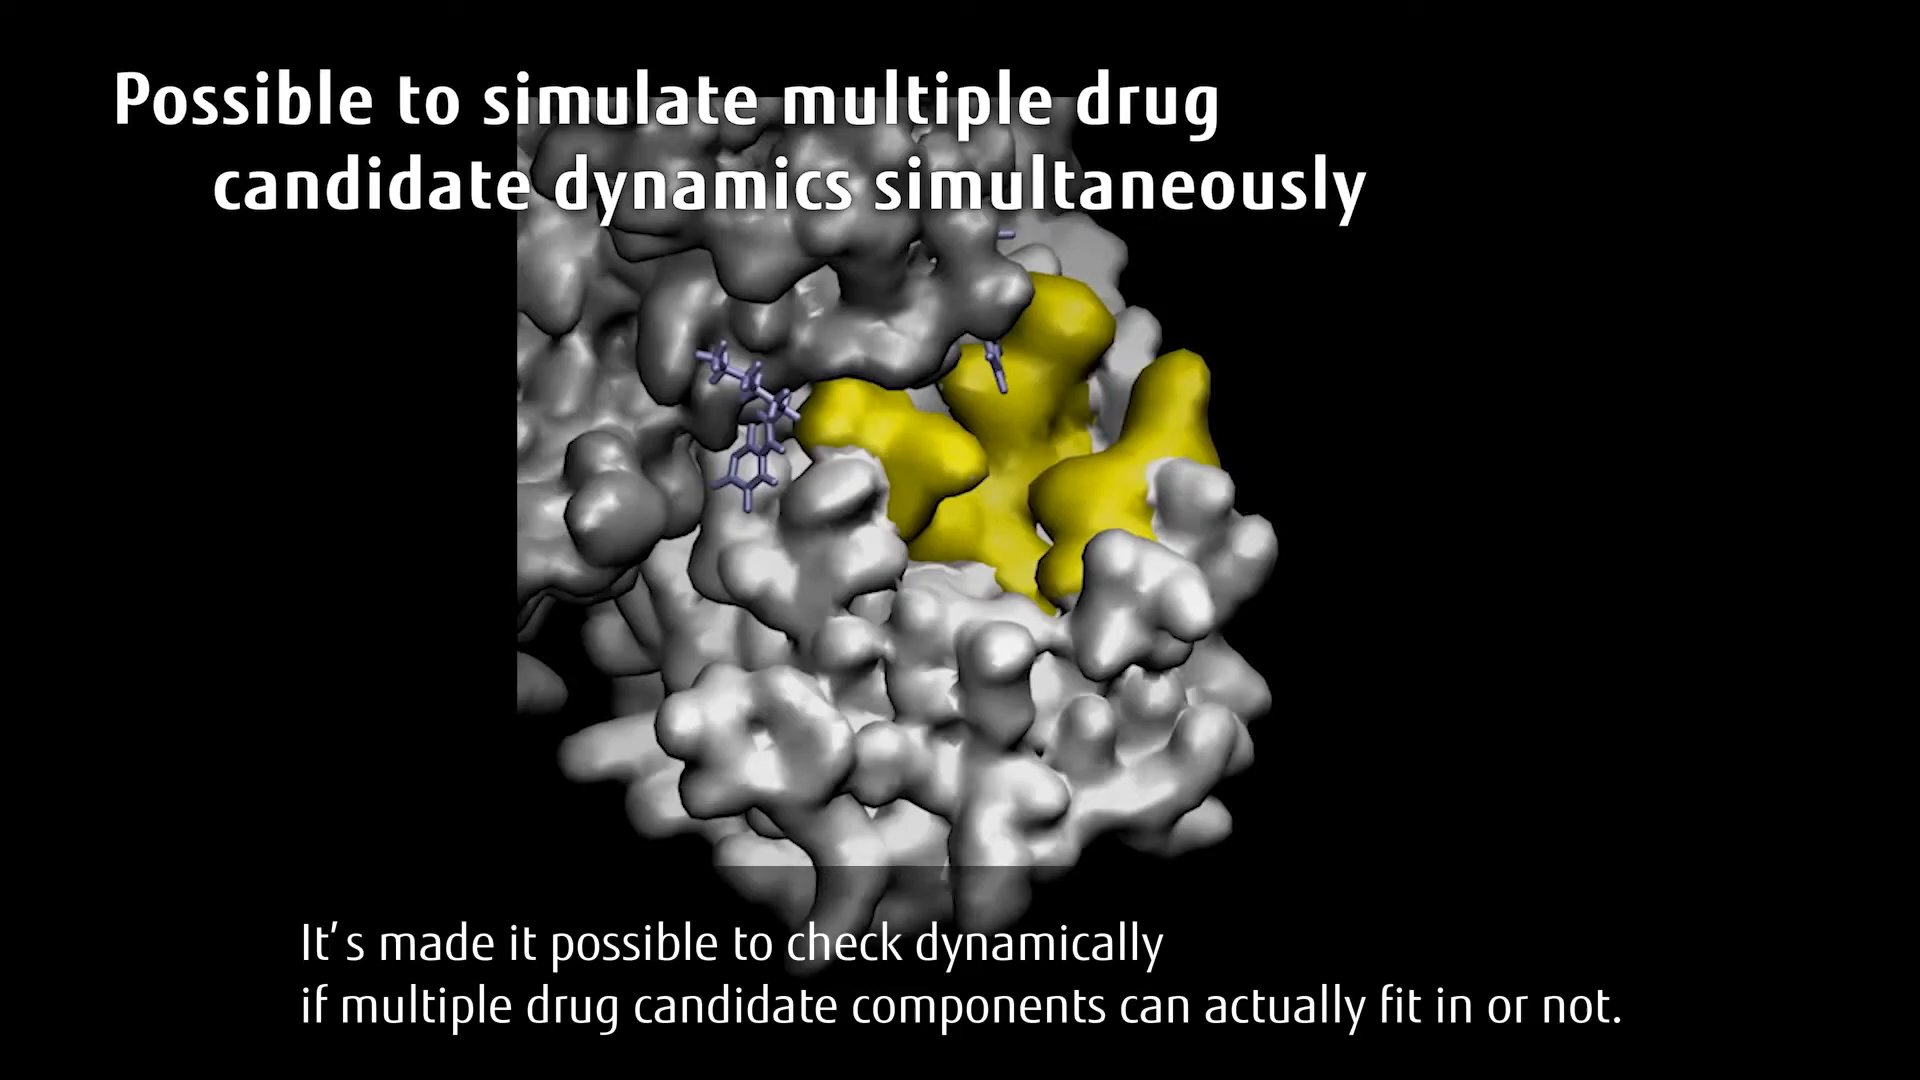 Possible to simulate multiple drug
candidate dynamics simultaneously
It's made it possible to check dynamically
if multiple drug candidate components can actually fit in or not.